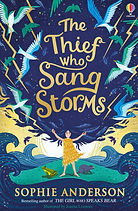 The
Thief
who
Sang
Storms
SOPHIE ANDERSON
Bestselling author of THE GIRL WHO SPEAKS BEAR